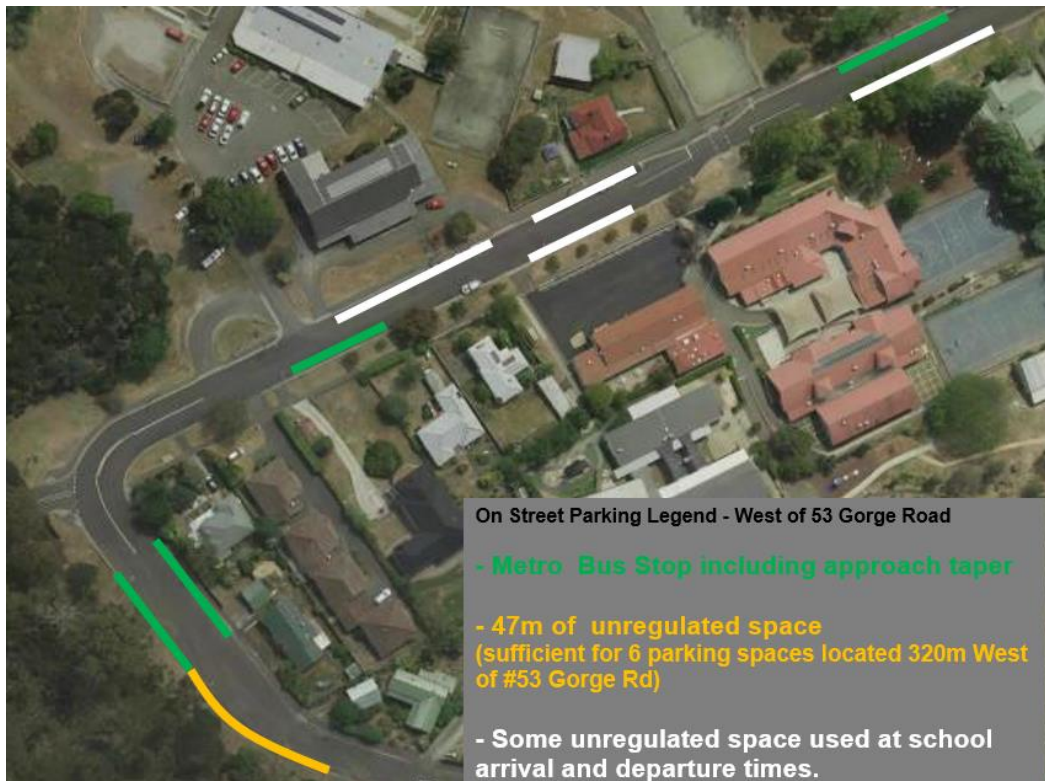 On Street Parking Legend - West of 53 Gorge Road
- Metro Bus Stop including approach taper
- 47m of unregulated space
(sufficient for 6 parking spaces located 320m West
of #53 Gorge Rd)
- Some unregulated space used at school
arrival and departure times.